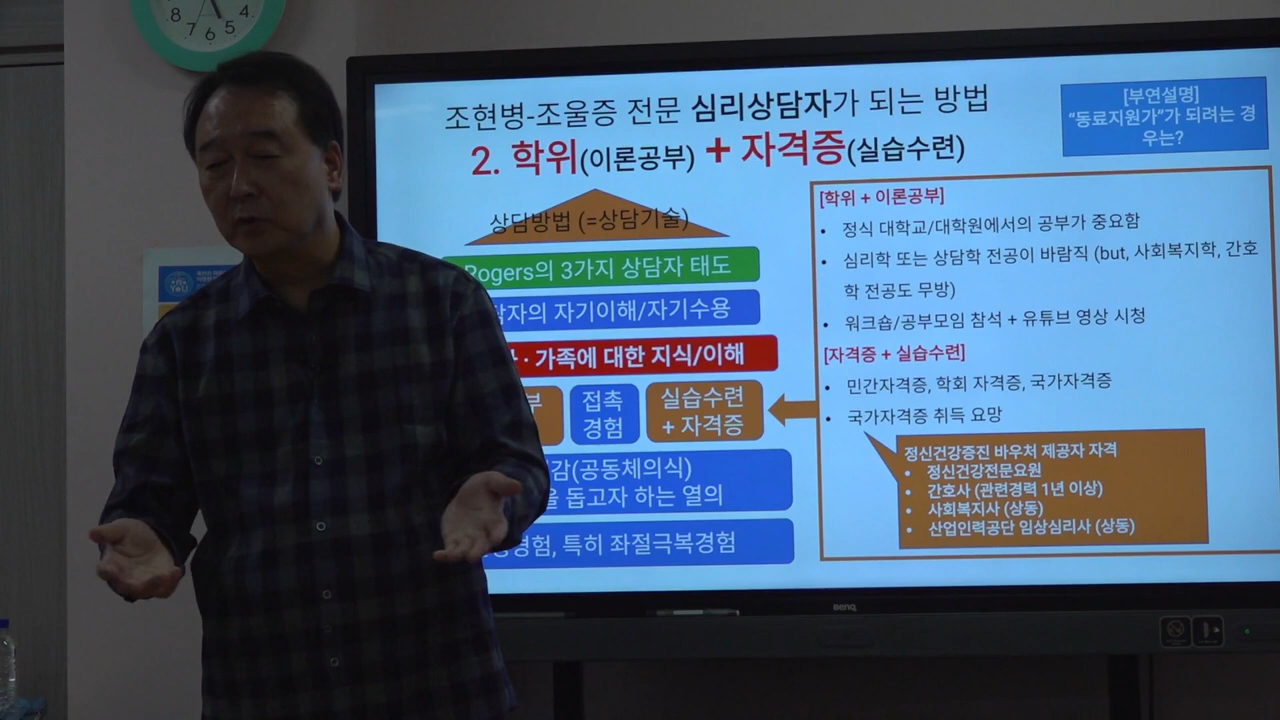 8
7
6
5
4
조현병-조울증 전문 심리상담자가 되는 방법
2. 학위(이론공부) + 자격증(실습수련)
[부연설명]
“동료지원가”가 되려는 경
우는?
상담방법 (=상담기술)
Rogers의 3가지 상담자 태도
자기이해/자기수용
· 가족에 대한 지식/이해
접촉
경험
실습수련
+ 자격증
(공동체의식)
돕고자 하는 열의
특히 좌절극복경험
[학위 + 이론공부]
• 정식 대학교/대학원에서의 공부가 중요함
• 심리학 또는 상담학 전공이 바람직 (but, 사회복지학, 간호
학 전공도 무방)
• 워크숍/공부모임 참석 + 유튜브 영상 시청
[자격증 + 실습수련]
• 민간자격증, 학회 자격증, 국가자격증
• 국가자격증 취득 요망
정신건강증진 바우처 제공자 자격
• 정신건강전문요원
• 간호사 (관련경력 1년 이상)
• 사회복지사 (상동)
• 산업인력공단 임상심리사 (상동)
BenQ